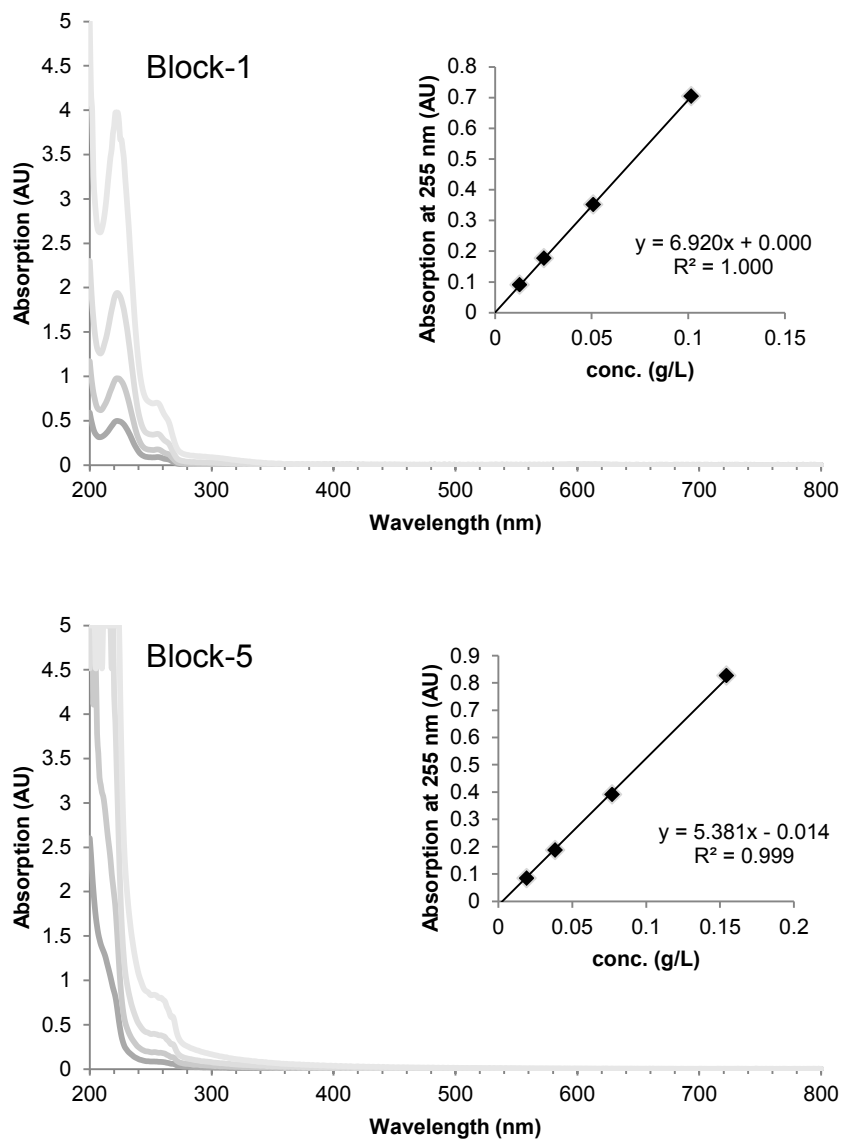 Block-1
Absorption (AU)
5
4.5
4
3.5
3
2.5
2
1.5
1
0.5
0
200 300 400 500 600 700 800
Wavelength (nm)
Absorption at 255 nm (AU)
0.8
0.7
0.6
0.5
0.4
0.3
0.2
0.1
0
y = 6.920x + 0.000
R² = 1.000
0 0.05 0.1 0.15
conc. (g/L)
Block-5
Absorption (AU)
5
4.5
4
3.5
3
2.5
2
1.5
1
0.5
0
200 300 400 500 600 700 800
Wavelength (nm)
Absorption at 255 nm (AU)
0.9
0.8
0.7
0.6
0.5
0.4
0.3
0.2
0.1
0
y = 5.381x - 0.014
R² = 0.999
0 0.05 0.1 0.15 0.2
conc. (g/L)